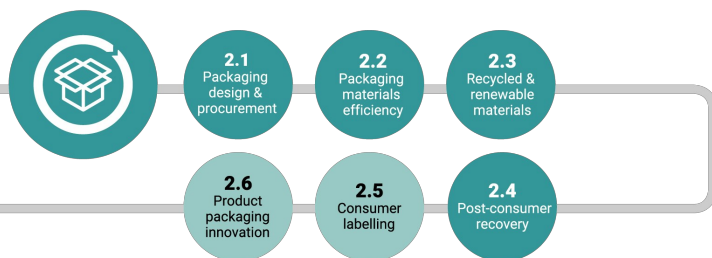 2.1
Packaging
design &
procurement
2.2
Packaging
materials
efficiency
2.3
Recycled &
renewable
materials
2.4
Post-consumer
recovery
2.5
Consumer
labelling
2.6
Product
packaging
innovation